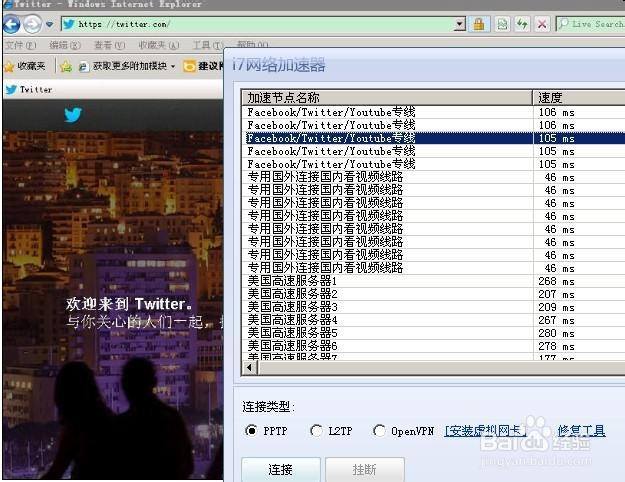 Twitter - Windows Internet Explorer
https://twitter.com/
Live Search
文件(F) 编辑(E) 查看(V) 收藏夹(A) 工具(T) 帮助(H)
收藏夹 获取更多附加模块 建议网
Twitter
欢迎来到 Twitter。
与你关心的人们一起，
i7网络加速器
加速节点名称 速度
Facebook/Twitter/Youtube专线 106 ms
Facebook/Twitter/Youtube专线 106 ms
Facebook/Twitter/Youtube专线 105 ms
Facebook/Twitter/Youtube专线 105 ms
Facebook/Twitter/Youtube专线 105 ms
专用国外连接国内看视频线路 46 ms
专用国外连接国内看视频线路 46 ms
专用国外连接国内看视频线路 46 ms
专用国外连接国内看视频线路 46 ms
专用国外连接国内看视频线路 46 ms
专用国外连接国内看视频线路 46 ms
专用国外连接国内看视频线路 46 ms
专用国外连接国内看视频线路 46 ms
美国高速服务器1 268 ms
美国高速服务器2 207 ms
美国高速服务器3 209 ms
美国高速服务器4 267 ms
美国高速服务器5 280 ms
美国高速服务器6 278 ms
美国高速服务器7 177 ms
连接类型:
PPTP L2TP OpenVPN [安装虚拟网卡] 修复工具
连接 挂断
Baidu 经验
jingyan.baidu.com